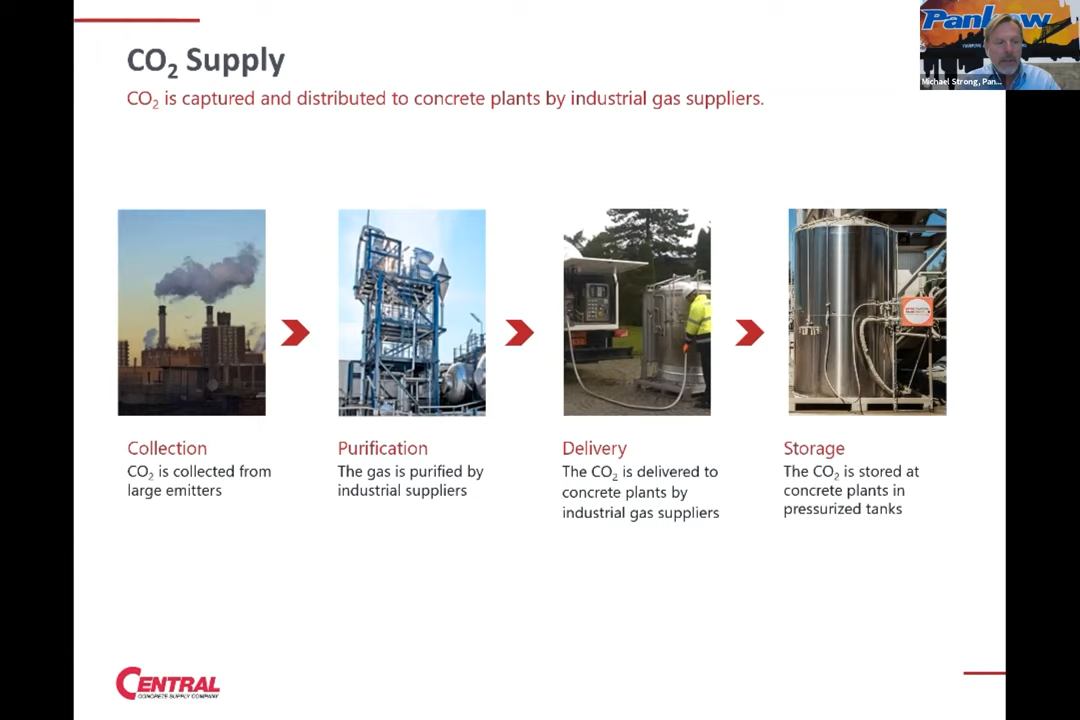 CO₂ Supply
CO₂ is captured and distributed to concrete plants by industrial gas suppliers.
Pankow
Michael Strong, Pan...
Collection
CO₂ is collected from
large emitters
Purification
The gas is purified by
industrial suppliers
Delivery
The CO₂ is delivered to
concrete plants by
industrial gas suppliers
Storage
The CO₂ is stored at
concrete plants in
pressurized tanks
CENTRAL
CONCRETE SUPPLY COMPANY